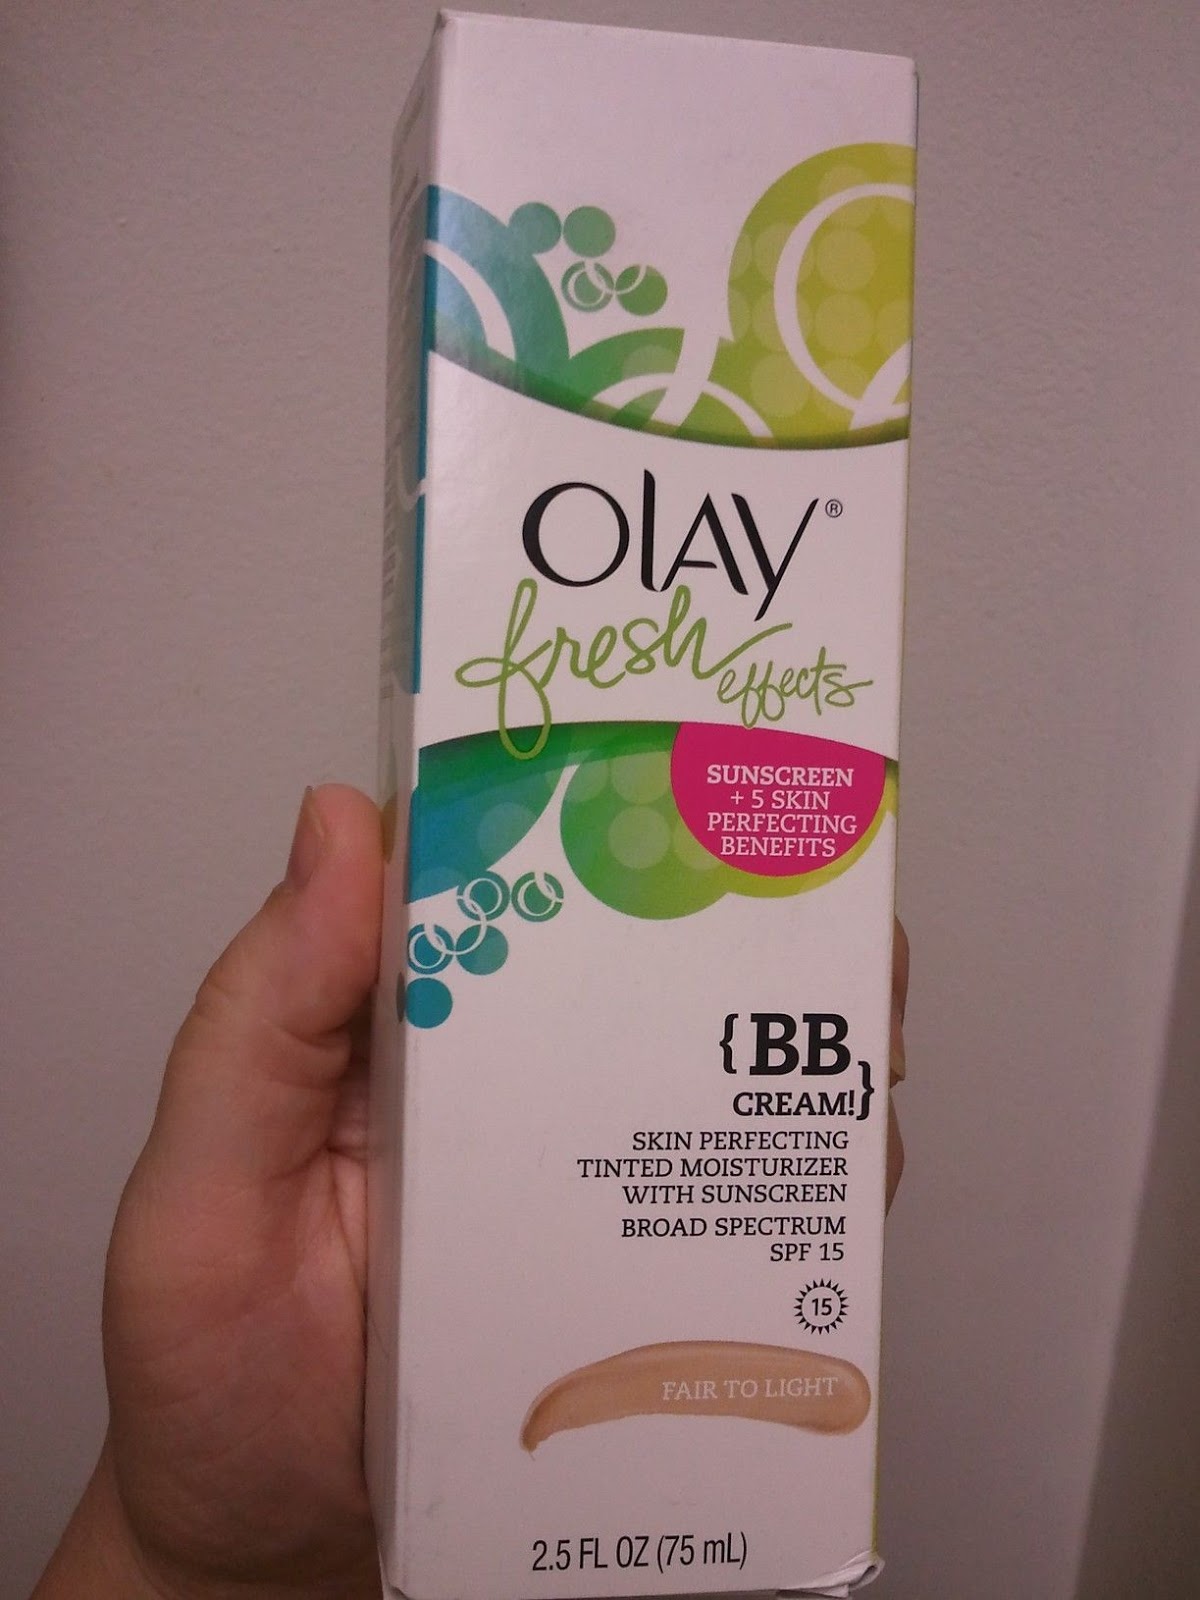 OLAY®
fresh effects
SUNSCREEN
+ 5 SKIN
PERFECTING
BENEFITS
{BB
CREAM!}
SKIN PERFECTING
TINTED MOISTURIZER
WITH SUNSCREEN
BROAD SPECTRUM
SPF 15
15
FAIR TO LIGHT
2.5 FL OZ (75 mL)